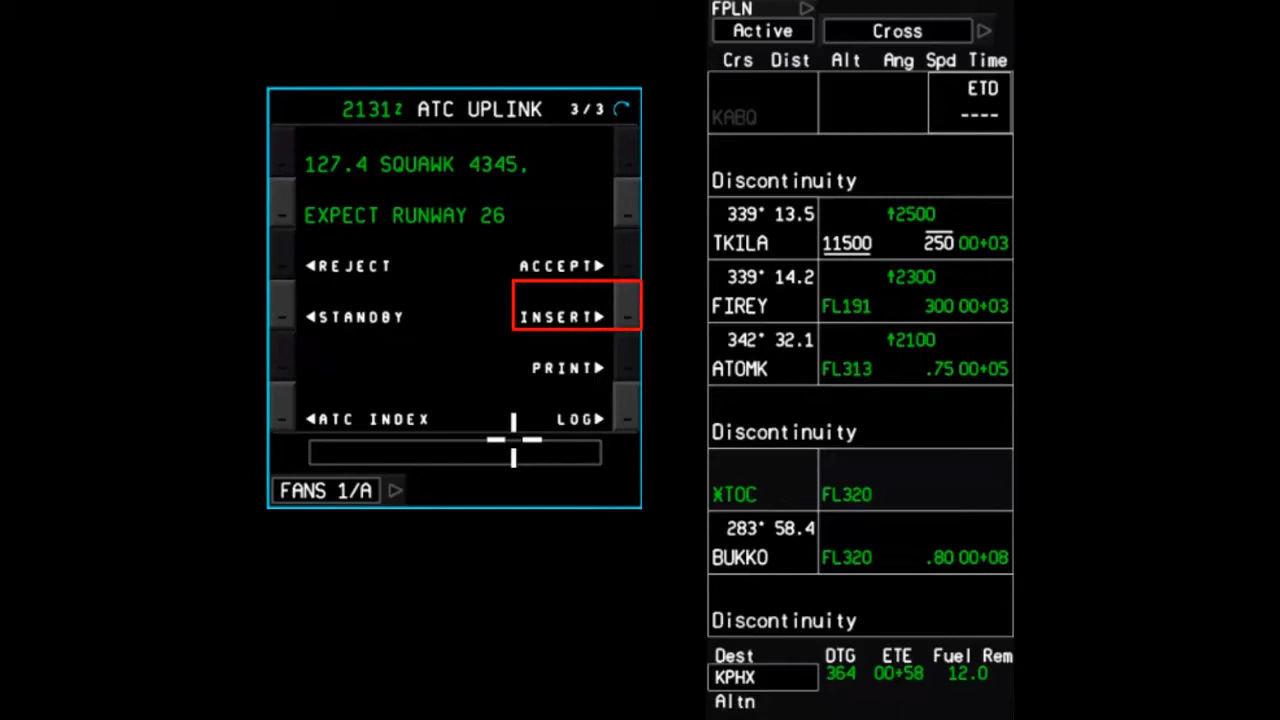 2131z ATC UPLINK 3/3
127.4 SQUAWK 4345,
EXPECT RUNWAY 26
◀REJECT ACCEPT▶
◀STANDBY INSERT▶
PRINT▶
◀ATC INDEX LOG▶
FANS 1/A
FPLN
Active Cross
Crs Dist Alt Ang Spd Time
ETD
KABQ ----
Discontinuity
339° 13.5 ↑2500
TKILA 11500 250 00+03
339° 14.2 ↑2300
FIREY FL191 300 00+03
342° 32.1 ↑2100
ATOMK FL313 .75 00+05
Discontinuity
XTOC FL320
283° 58.4
BUKKO FL320 .80 00+08
Discontinuity
Dest DTG ETE Fuel Rem
KPHX 364 00+58 12.0
Altn